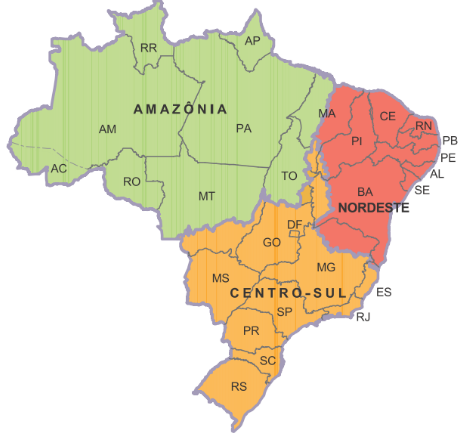 AP
RR
AMAZÔNIA
MA
CE
RN
AM
PA
PI
PB
PE
AC
TO
AL
RO
BA
SE
MT
NORDESTE
DF
GO
MG
MS
CENTRO-SUL
ES
SP
RJ
PR
SC
RS